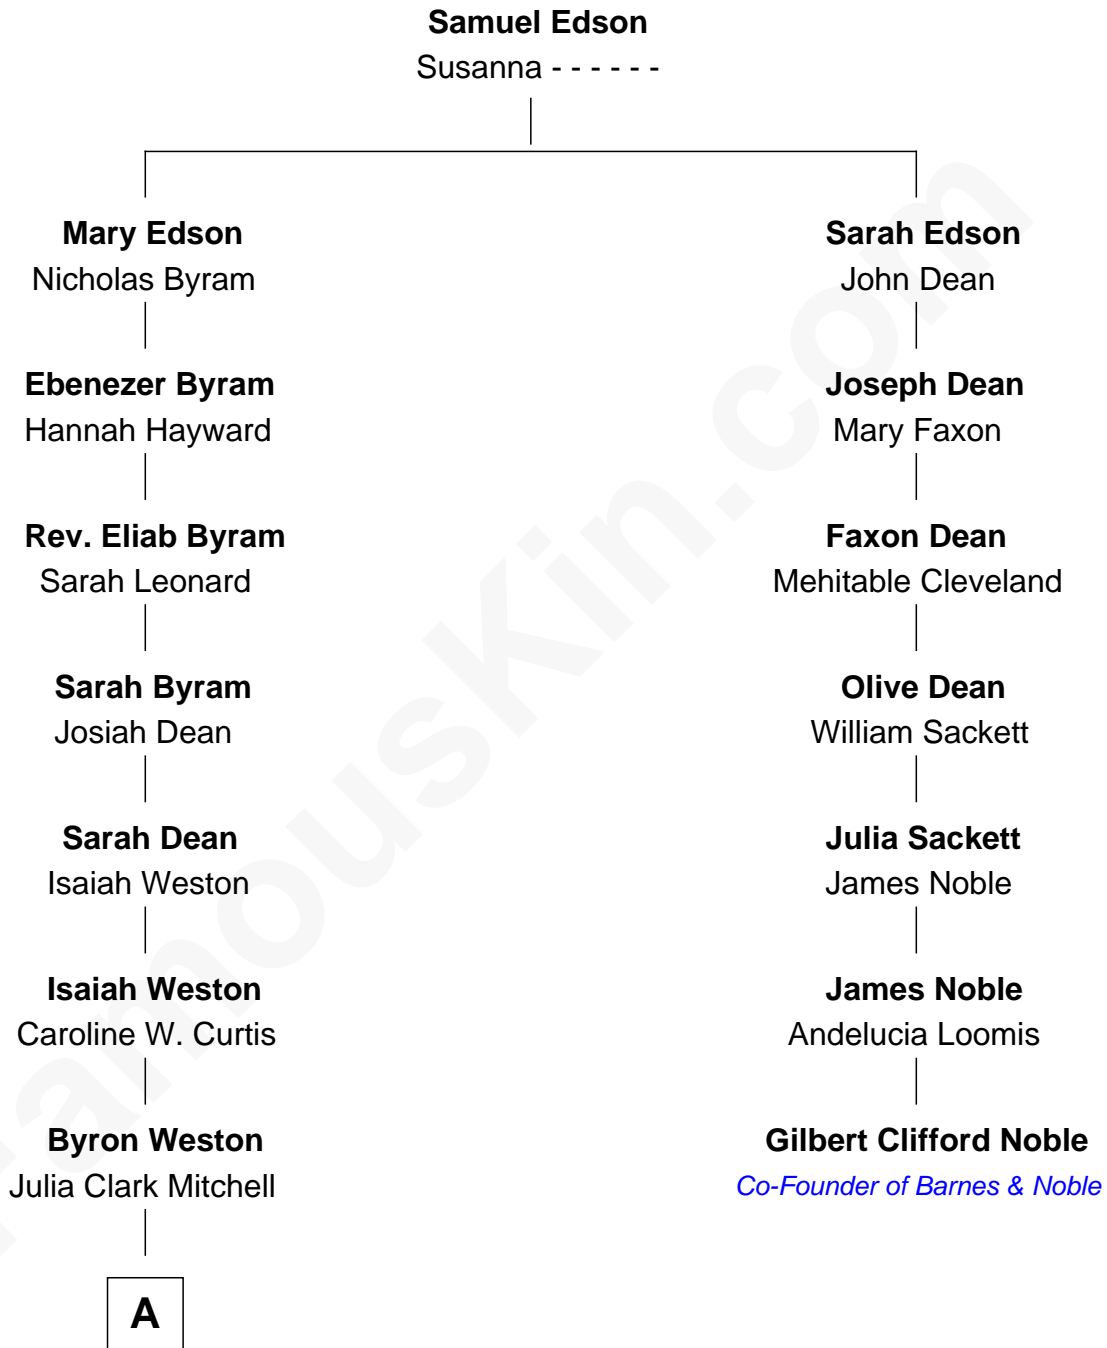 Samuel Edson
Susanna - - - - - -
Mary Edson
Nicholas Byram
Sarah Edson
John Dean
Ebenezer Byram
Hannah Hayward
Joseph Dean
Mary Faxon
Rev. Eliab Byram
Sarah Leonard
Faxon Dean
Mehitable Cleveland
Sarah Byram
Josiah Dean
Olive Dean
William Sackett
Sarah Dean
Isaiah Weston
Julia Sackett
James Noble
Isaiah Weston
Caroline W. Curtis
James Noble
Andelucia Loomis
Byron Weston
Julia Clark Mitchell
Gilbert Clifford Noble
Co-Founder of Barnes & Noble
A
FamousKin.com